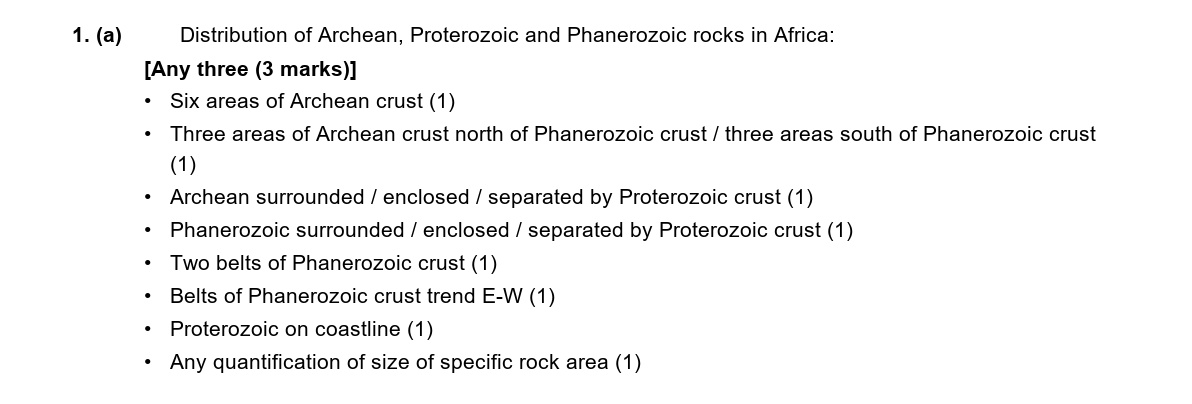 1. (a) Distribution of Archean, Proterozoic and Phanerozoic rocks in Africa:
[Any three (3 marks)]
• Six areas of Archean crust (1)
• Three areas of Archean crust north of Phanerozoic crust / three areas south of Phanerozoic crust
(1)
• Archean surrounded / enclosed / separated by Proterozoic crust (1)
• Phanerozoic surrounded / enclosed / separated by Proterozoic crust (1)
• Two belts of Phanerozoic crust (1)
• Belts of Phanerozoic crust trend E-W (1)
• Proterozoic on coastline (1)
• Any quantification of size of specific rock area (1)